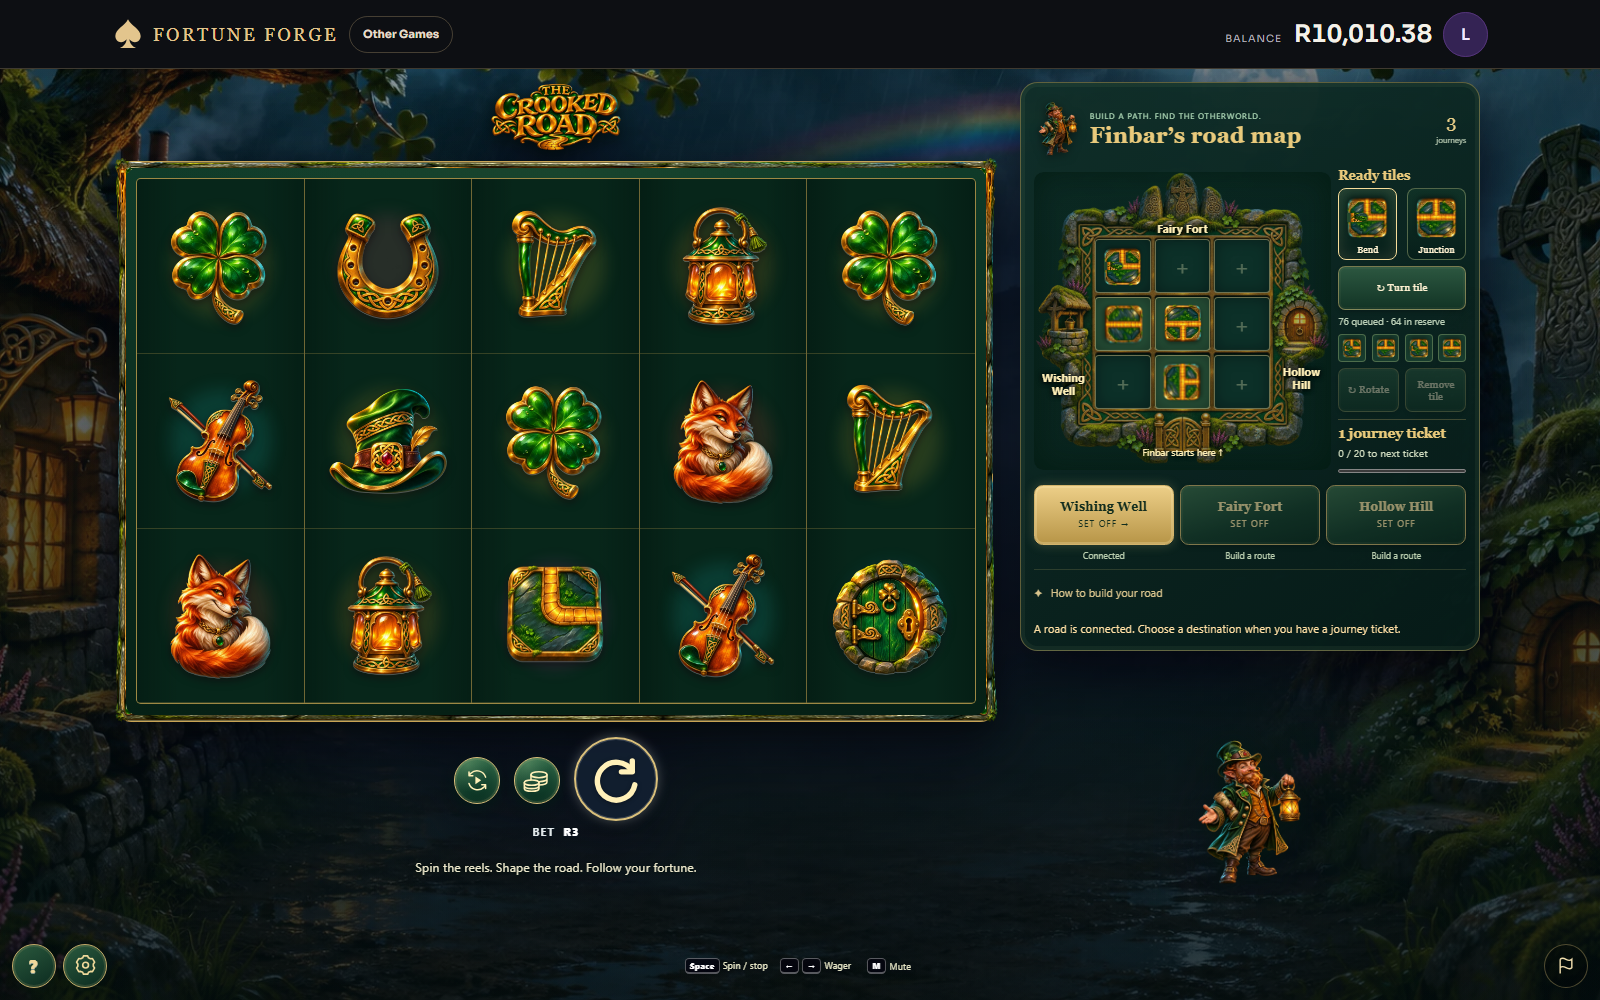 FORTUNE FORGE
Other Games
BALANCE R10,010.38
L
THE
CROOKED
ROAD
BUILD A PATH. FIND THE OTHERWORLD.
Finbar's road map
3
journeys
Ready tiles
Bend
Junction
↻ Turn tile
76 queued · 64 in reserve
↻ Rotate
Remove
tile
1 journey ticket
0 / 20 to next ticket
Fairy Fort
+
+
+
+
+
Wishing
Well
Hollow
Hill
Finbar starts here ↑
Wishing Well
SET OFF →
Connected
Fairy Fort
SET OFF
Build a route
Hollow Hill
SET OFF
Build a route
✦ How to build your road
A road is connected. Choose a destination when you have a journey ticket.
BET R3
Spin the reels. Shape the road. Follow your fortune.
?
Space Spin / stop ← → Wager M Mute